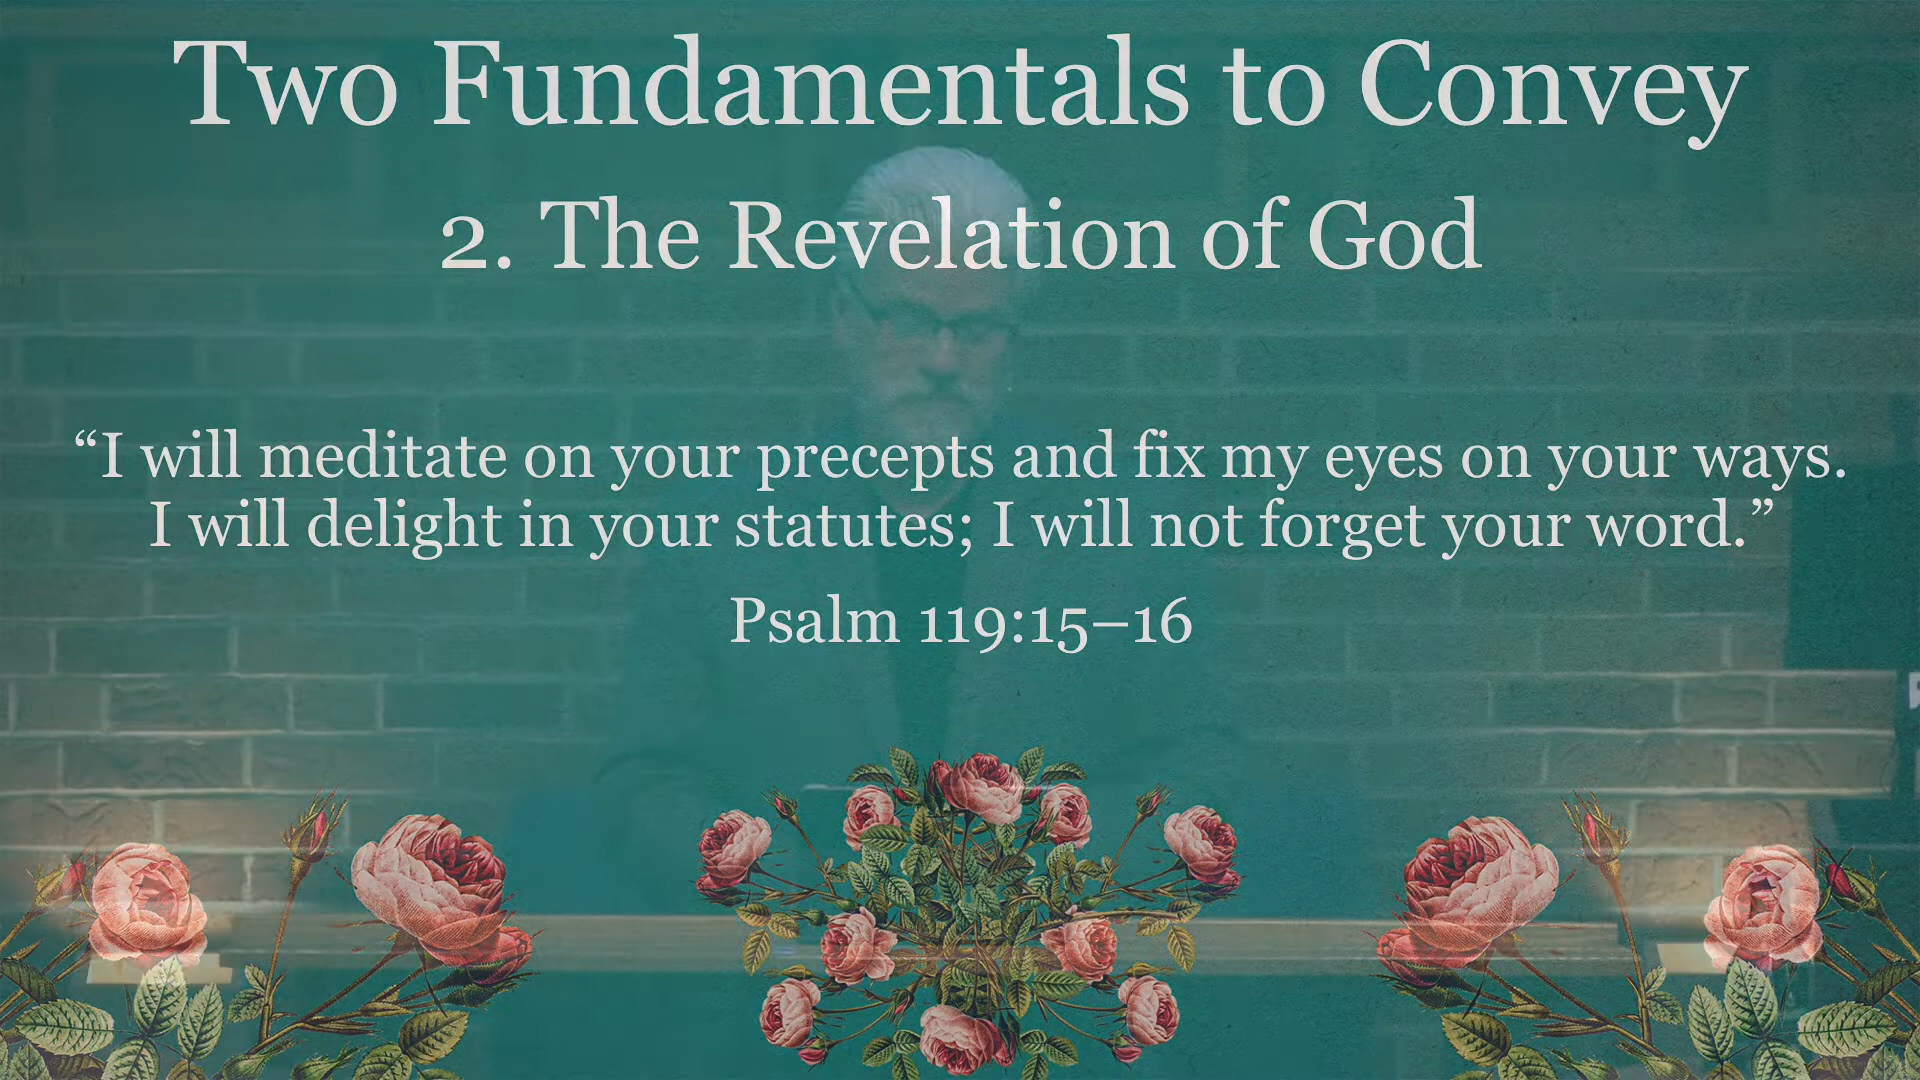 Two Fundamentals to Convey
2. The Revelation of God
“I will meditate on your precepts and fix my eyes on your ways.
I will delight in your statutes; I will not forget your word.”
Psalm 119:15–16